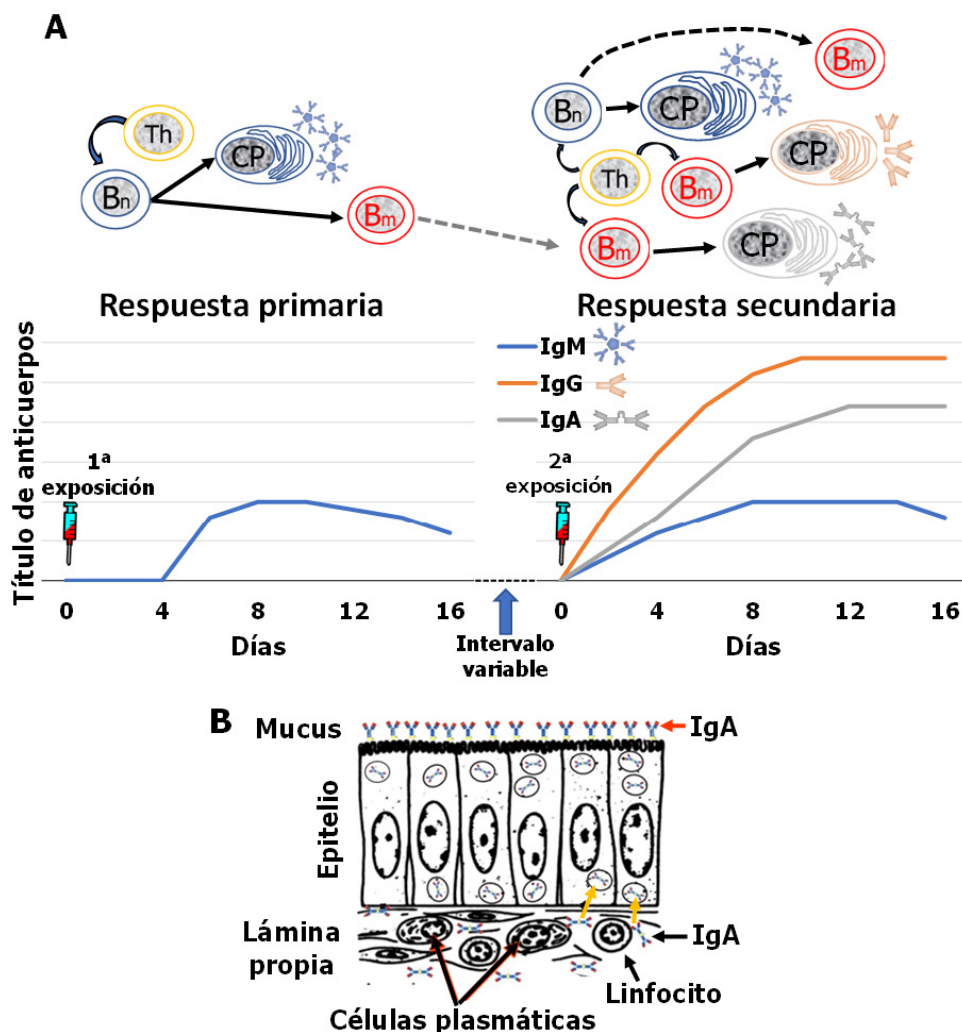 A
Th
Bn
CP
Bm
Bm
Bn
CP
Th
Bm
CP
Bm
CP
Respuesta primaria
Respuesta secundaria
Título de anticuerpos
1ª
exposición
IgM
IgG
IgA
2ª
exposición
0 4 8 12 16
0 4 8 12 16
Días
Intervalo
variable
Días
B
Mucus
IgA
Epitelio
Lámina
propia
IgA
Linfocito
Células plasmáticas